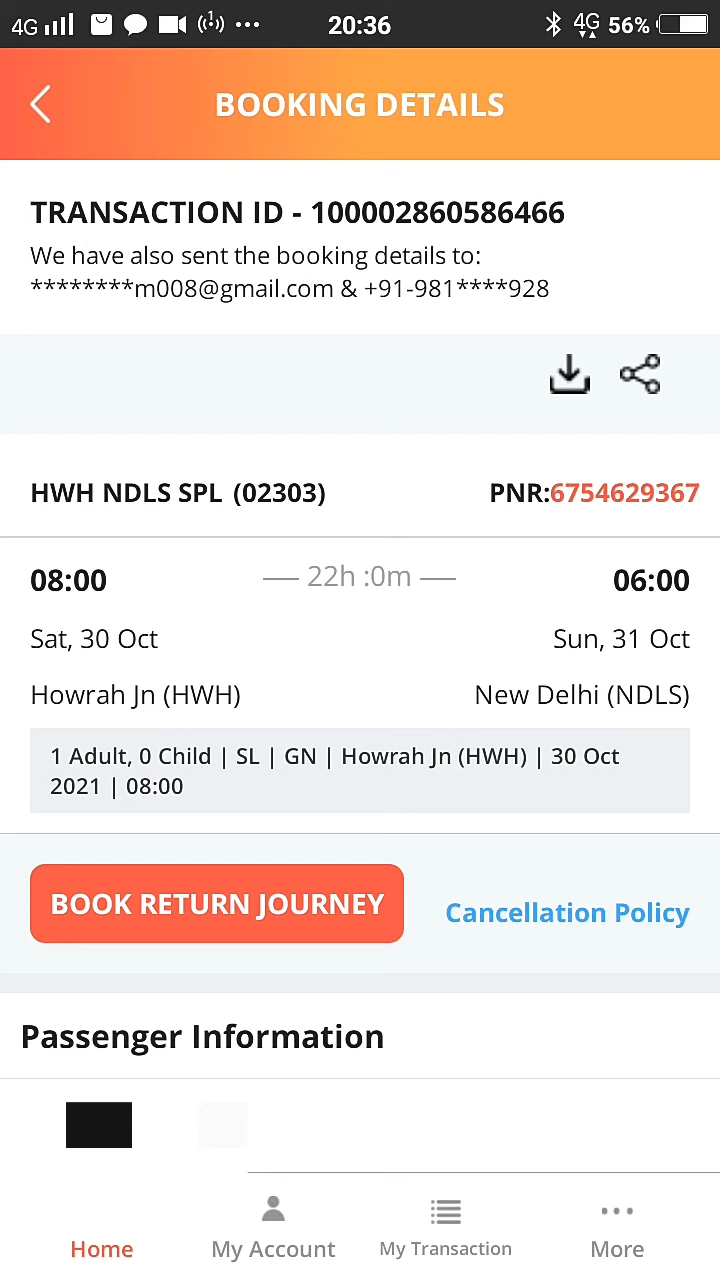 4G 20:36 4G 56%
BOOKING DETAILS
TRANSACTION ID - 100002860586466
We have also sent the booking details to:
********m008@gmail.com & +91-981****928
HWH NDLS SPL (02303) PNR:6754629367
08:00 22h :0m 06:00
Sat, 30 Oct Sun, 31 Oct
Howrah Jn (HWH) New Delhi (NDLS)
1 Adult, 0 Child | SL | GN | Howrah Jn (HWH) | 30 Oct
2021 | 08:00
BOOK RETURN JOURNEY Cancellation Policy
Passenger Information
Home My Account My Transaction More